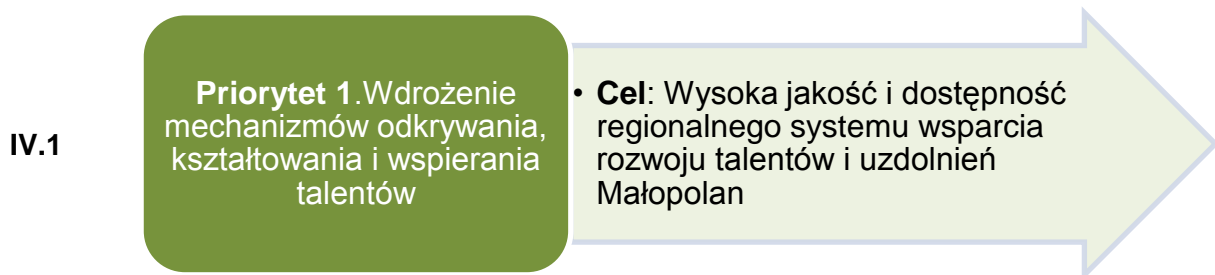 IV.1
Priorytet 1.Wdrożenie
mechanizmów odkrywania,
kształtowania i wspierania
talentów
• Cel: Wysoka jakość i dostępność
regionalnego systemu wsparcia
rozwoju talentów i uzdolnień
Małopolan